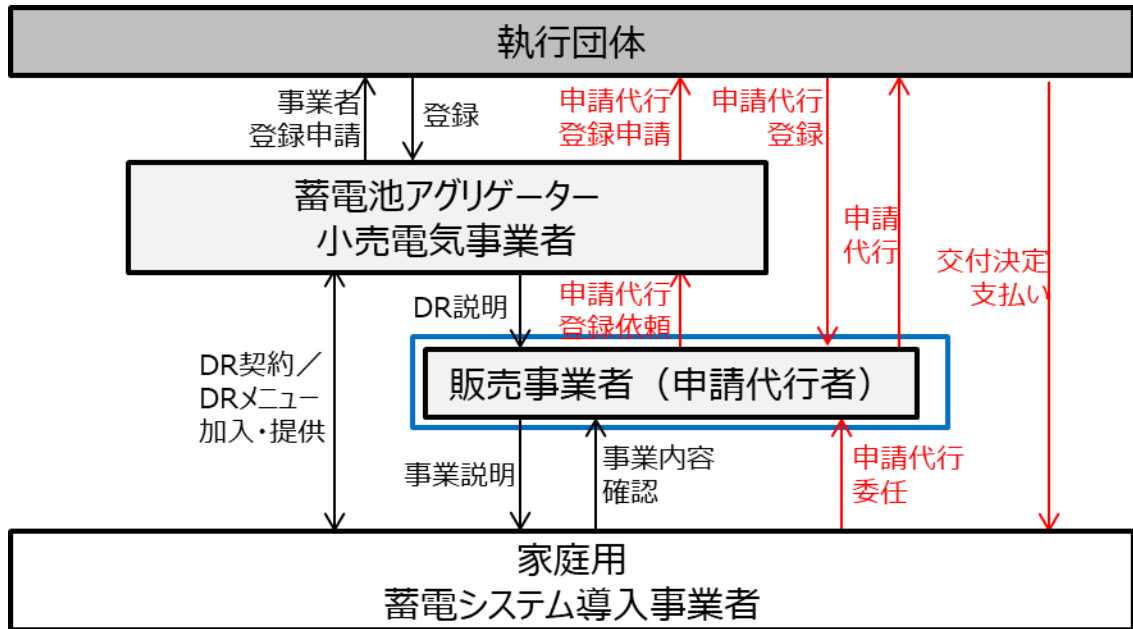 執行団体
事業者
登録申請
登録
申請代行
登録申請
申請代行
登録
申請
代行
交付決定
支払い
蓄電池アグリゲーター
小売電気事業者
DR説明
申請代行
登録依頼
DR契約／
DRメニュー
加入・提供
販売事業者（申請代行者）
事業説明
事業内容
確認
申請代行
委任
家庭用
蓄電システム導入事業者